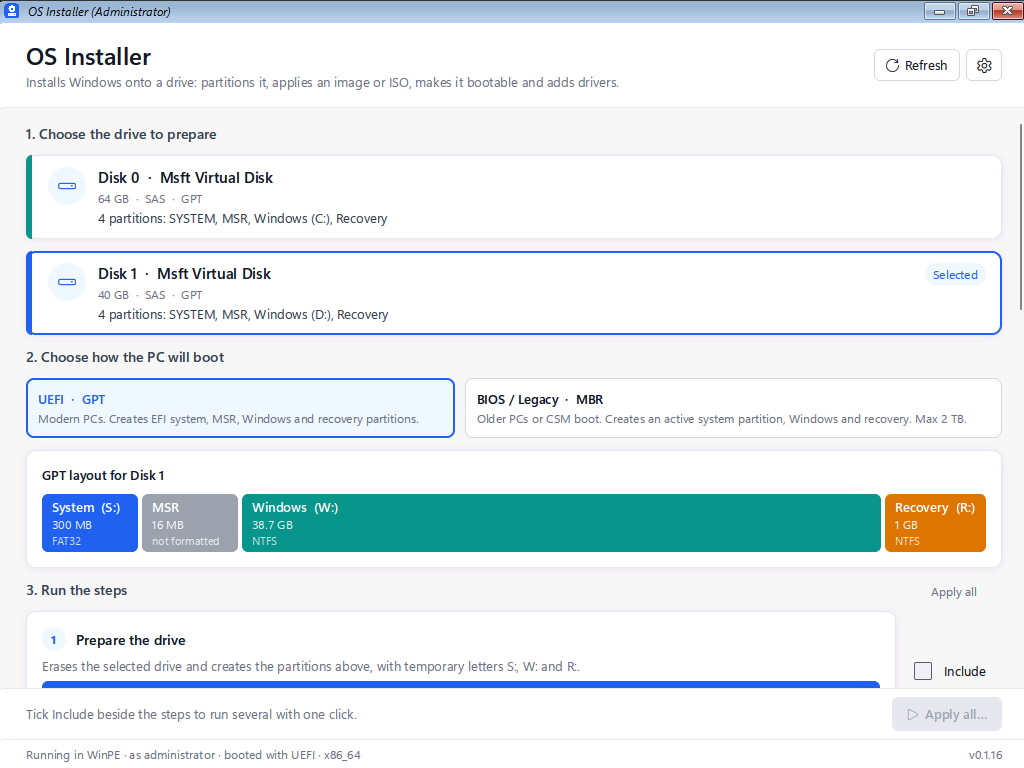 OS Installer (Administrator)
OS Installer
Installs Windows onto a drive: partitions it, applies an image or ISO, makes it bootable and adds drivers.
Refresh
1. Choose the drive to prepare
Disk 0 · Msft Virtual Disk
64 GB · SAS · GPT
4 partitions: SYSTEM, MSR, Windows (C:), Recovery
Disk 1 · Msft Virtual Disk
Selected
40 GB · SAS · GPT
4 partitions: SYSTEM, MSR, Windows (D:), Recovery
2. Choose how the PC will boot
UEFI · GPT
Modern PCs. Creates EFI system, MSR, Windows and recovery partitions.
BIOS / Legacy · MBR
Older PCs or CSM boot. Creates an active system partition, Windows and recovery. Max 2 TB.
GPT layout for Disk 1
System (S:)
300 MB
FAT32
MSR
16 MB
not formatted
Windows (W:)
38.7 GB
NTFS
Recovery (R:)
1 GB
NTFS
3. Run the steps
Apply all
1 Prepare the drive
Erases the selected drive and creates the partitions above, with temporary letters S:, W: and R:.
Include
Tick Include beside the steps to run several with one click.
Apply all...
Running in WinPE · as administrator · booted with UEFI · x86_64
v0.1.16